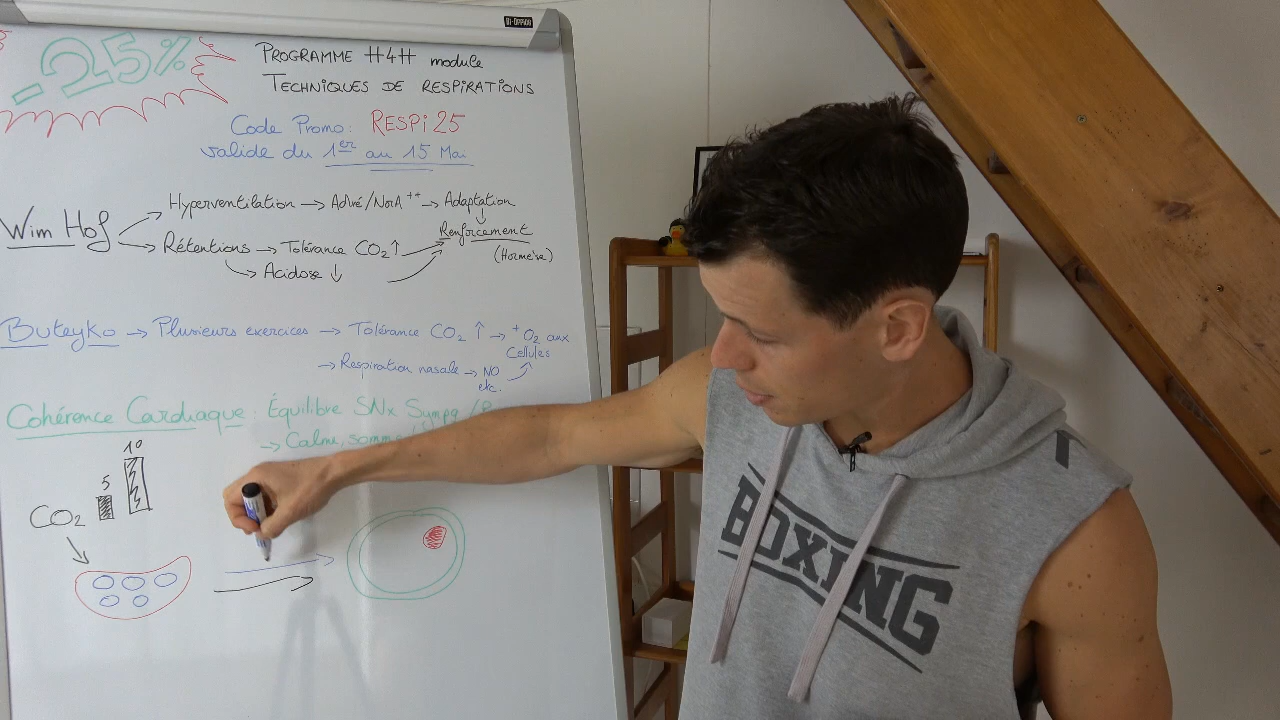 -25%
PROGRAMME H4H module
TECHNIQUES DE RESPIRATIONS
Code Promo: RESPi 25
valide du 1er au 15 Mai
Wim Hof
Hyperventilation → Adré/NorA ++ → Adaptation
Rétentions → Tolérance CO2 ↑
Renforcement
(Hormèse)
Acidose ↓
Buteyko → Plusieurs exercices → Tolérance CO2 ↑ → + O2 aux
Cellules
→ Respiration nasale → NO
etc.
Cohérence Cardiaque : Équilibre SNx Symp
→ Calme,
10
5
CO2
BOXING